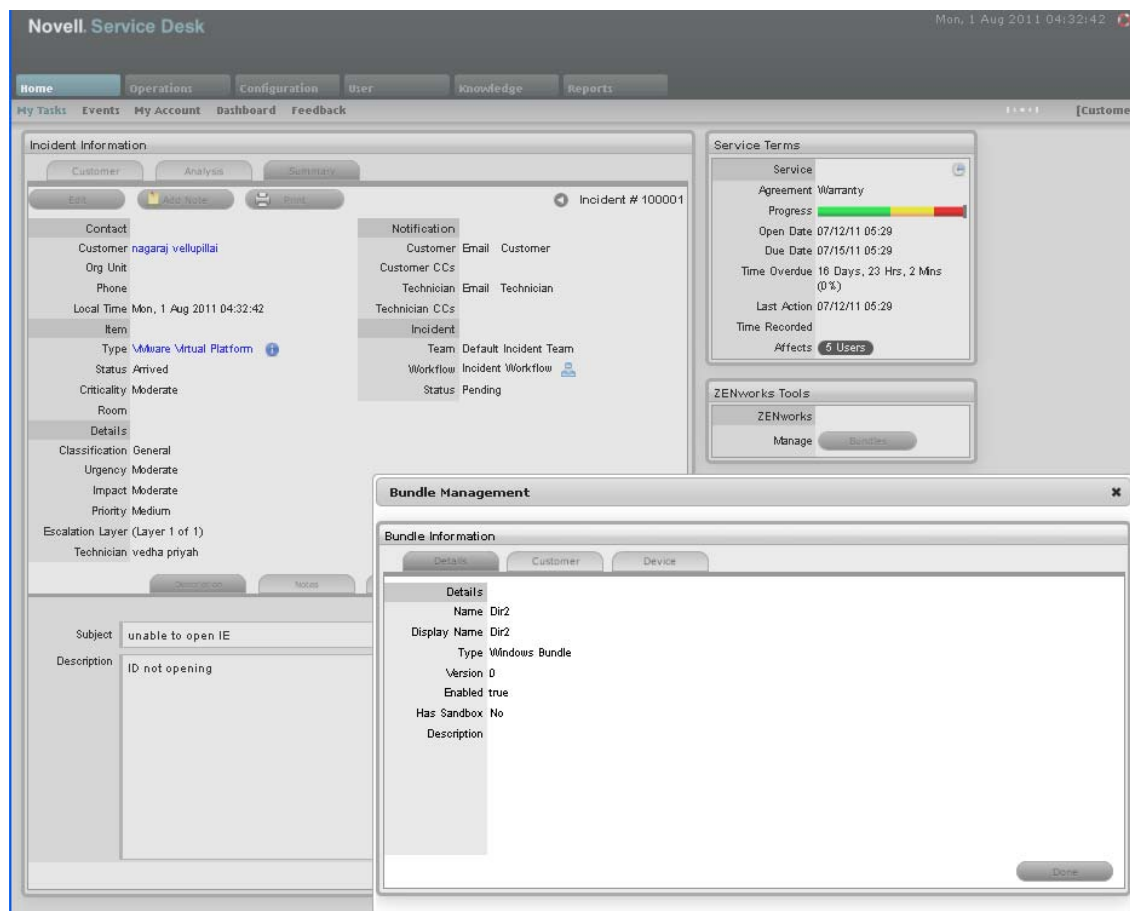 Novell. Service Desk
Mon, 1 Aug 2011 04:32:42
Home Operations Configuration User Knowledge Reports
My Tasks Events My Account Dashboard Feedback
[Custome
Incident Information
Customer Analysis Summary
Edit Add Note Print
Incident # 100001
Contact
Customer nagaraj vellupillai
Org Unit
Phone
Local Time Mon, 1 Aug 2011 04:32:42
Item
Type VMware Virtual Platform
Status Arrived
Criticality Moderate
Room
Details
Classification General
Urgency Moderate
Impact Moderate
Priority Medium
Escalation Layer (Layer 1 of 1)
Technician vedha priyah
Notification
Customer Email Customer
Customer CCs
Technician Email Technician
Technician CCs
Incident
Team Default Incident Team
Workflow Incident Workflow
Status Pending
Description Notes
Subject unable to open IE
Description ID not opening
Service Terms
Service
Agreement Warranty
Progress
Open Date 07/12/11 05:29
Due Date 07/15/11 05:29
Time Overdue 16 Days, 23 Hrs, 2 Mins
(0%)
Last Action 07/12/11 05:29
Time Recorded
Affects 5 Users
ZENworks Tools
ZENworks
Manage Bundles
Bundle Management
Bundle Information
Details Customer Device
Details
Name Dir2
Display Name Dir2
Type Windows Bundle
Version 0
Enabled true
Has Sandbox No
Description
Done